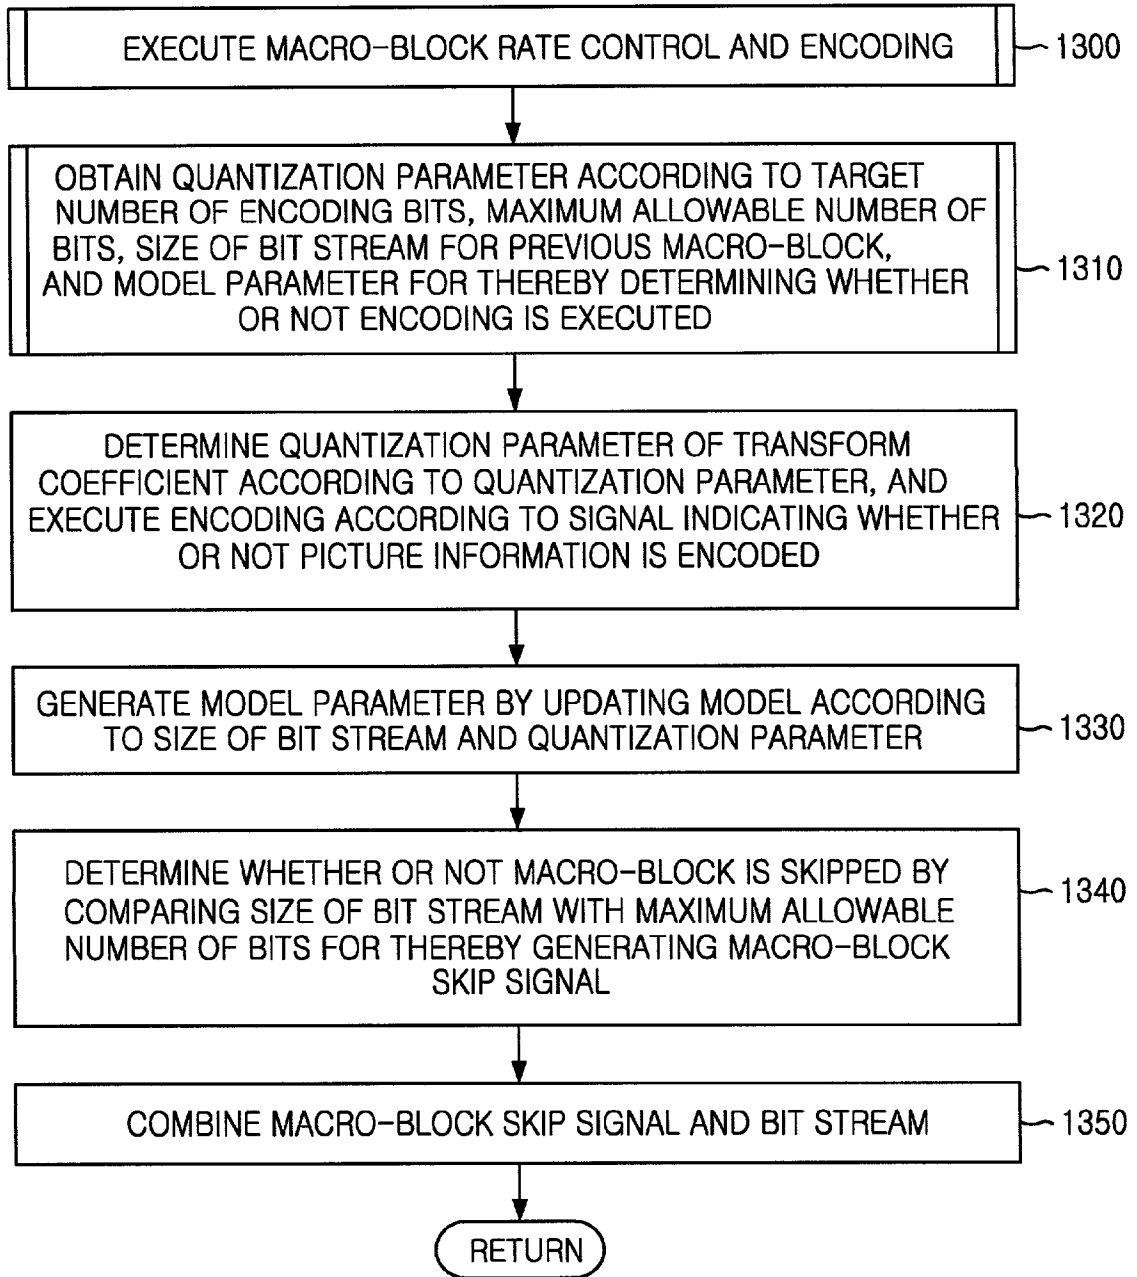 EXECUTE MACRO-BLOCK RATE CONTROL AND ENCODING
1300
OBTAIN QUANTIZATION PARAMETER ACCORDING TO TARGET
NUMBER OF ENCODING BITS, MAXIMUM ALLOWABLE NUMBER OF
BITS, SIZE OF BIT STREAM FOR PREVIOUS MACRO-BLOCK,
AND MODEL PARAMETER FOR THEREBY DETERMINING WHETHER
OR NOT ENCODING IS EXECUTED
1310
DETERMINE QUANTIZATION PARAMETER OF TRANSFORM
COEFFICIENT ACCORDING TO QUANTIZATION PARAMETER, AND
EXECUTE ENCODING ACCORDING TO SIGNAL INDICATING WHETHER
OR NOT PICTURE INFORMATION IS ENCODED
1320
GENERATE MODEL PARAMETER BY UPDATING MODEL ACCORDING
TO SIZE OF BIT STREAM AND QUANTIZATION PARAMETER
1330
DETERMINE WHETHER OR NOT MACRO-BLOCK IS SKIPPED BY
COMPARING SIZE OF BIT STREAM WITH MAXIMUM ALLOWABLE
NUMBER OF BITS FOR THEREBY GENERATING MACRO-BLOCK
SKIP SIGNAL
1340
COMBINE MACRO-BLOCK SKIP SIGNAL AND BIT STREAM
1350
RETURN